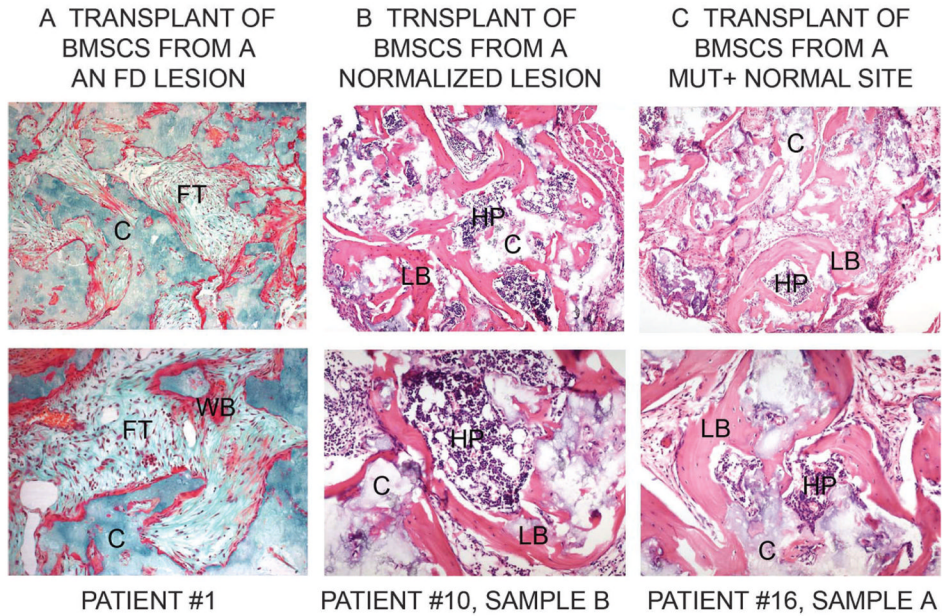 A TRANSPLANT OF
BMSCS FROM A
AN FD LESION
B TRNSPLANT OF
BMSCS FROM A
NORMALIZED LESION
C TRANSPLANT OF
BMSCS FROM A
MUT+ NORMAL SITE
FT
C
HP
C
LB
C
LB
HP
WB
FT
C
HP
C
LB
LB
HP
C
PATIENT #1
PATIENT #10, SAMPLE B
PATIENT #16, SAMPLE A